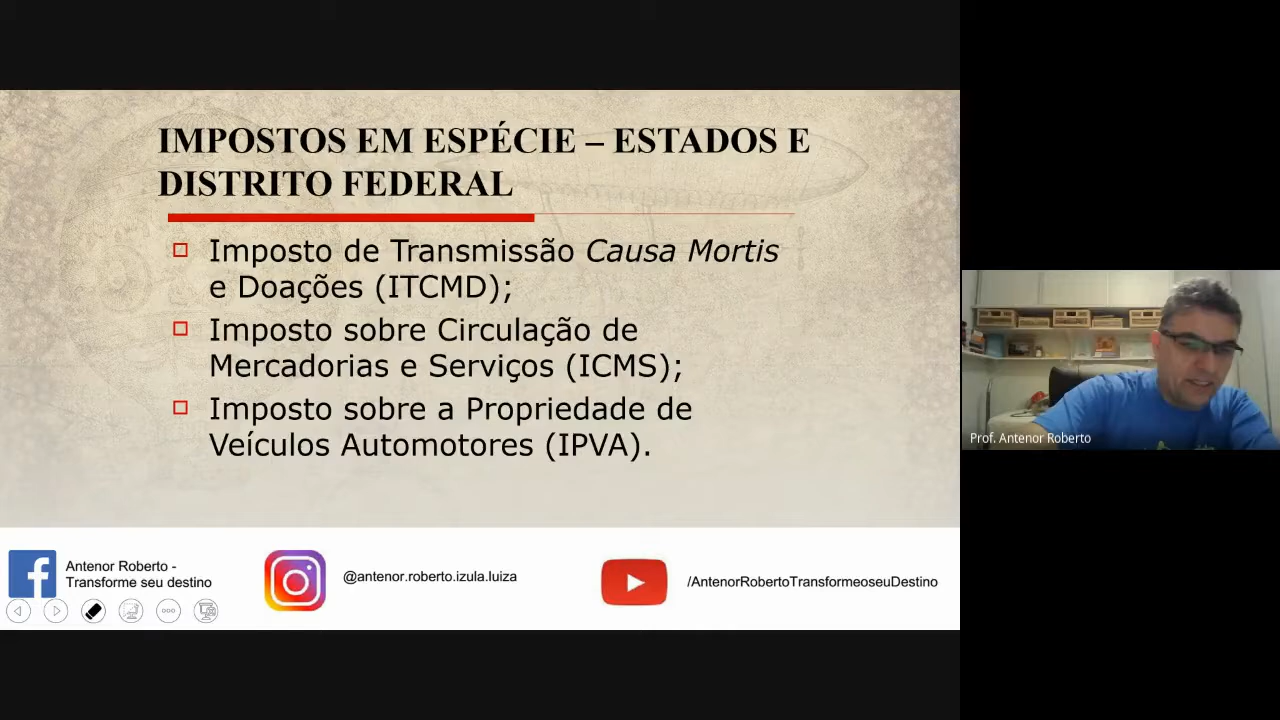 IMPOSTOS EM ESPÉCIE – ESTADOS E
DISTRITO FEDERAL
Imposto de Transmissão Causa Mortis
e Doações (ITCMD);
Imposto sobre Circulação de
Mercadorias e Serviços (ICMS);
Imposto sobre a Propriedade de
Veículos Automotores (IPVA).
Antenor Roberto -
Transforme seu destino
@antenor.roberto.izula.luiza
/AntenorRobertoTransformeoseuDestino
Prof. Antenor Roberto